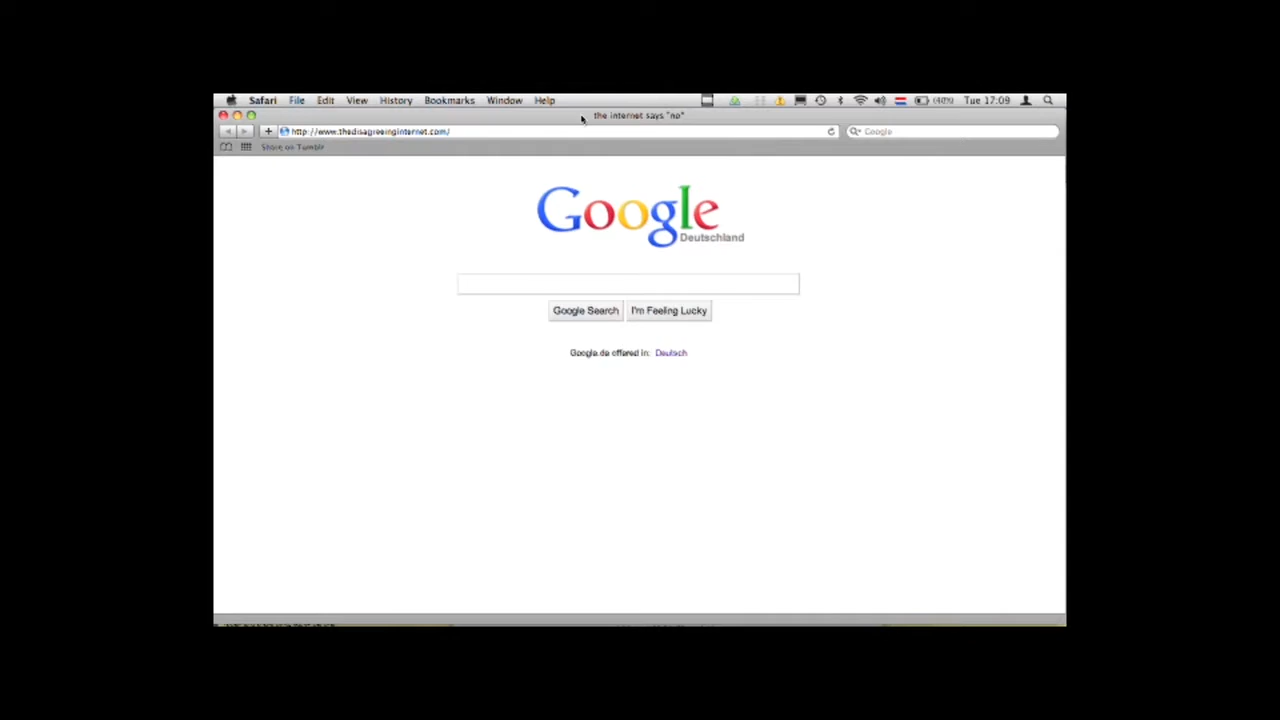 Safari File Edit View History Bookmarks Window Help (40%) Tue 17:09
the internet says "no"
http://www.thedisagreeinginternet.com/ Google
Share on Tumblr
Google
Deutschland
Google Search I'm Feeling Lucky
Google.de offered in: Deutsch